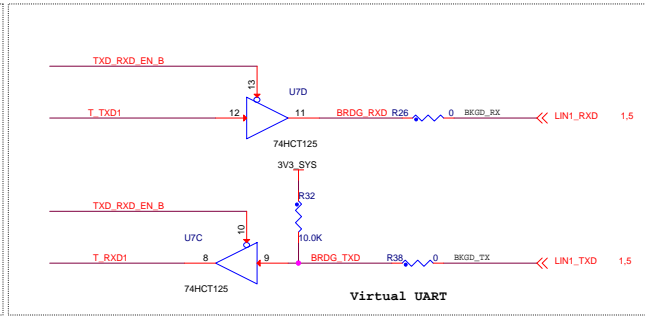 TXD_RXD_EN_B
13
U7D
T_TXD1
12
11
BRDG_RXD
R26
0
BKGD_RX
LIN1_RXD
1,5
74HCT125
3V3_SYS
R32
TXD_RXD_EN_B
10
U7C
10.0K
T_RXD1
8
9
BRDG_TXD
R38
0
BKGD_TX
LIN1_TXD
1,5
74HCT125
Virtual UART